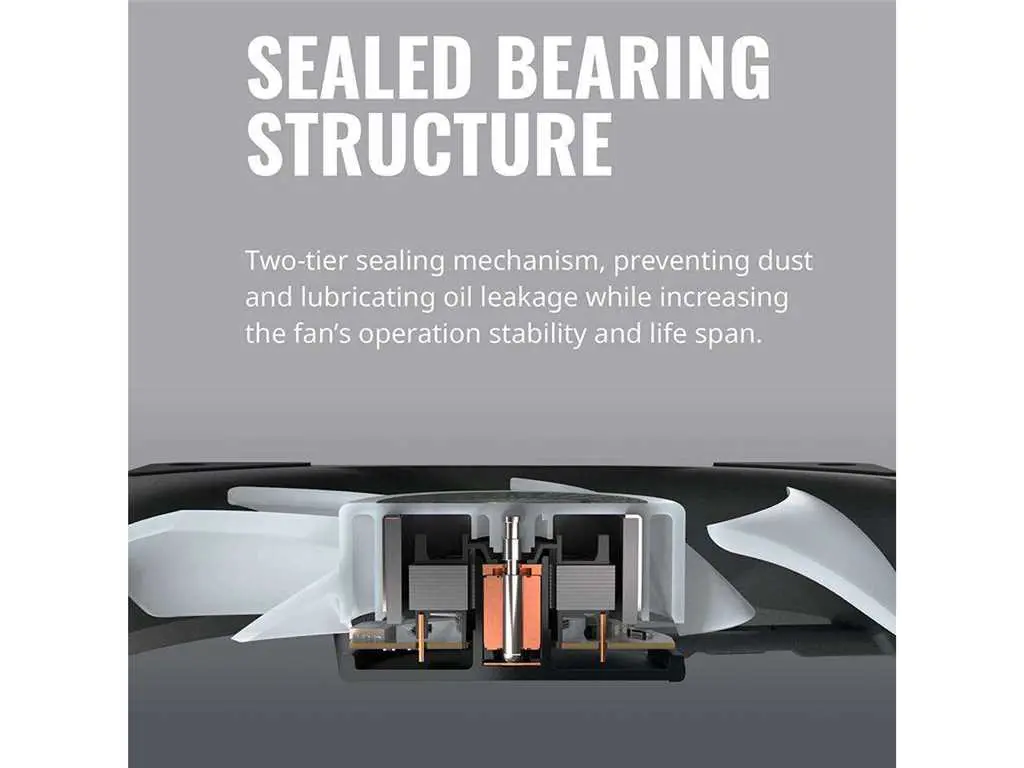 SEALED BEARING
STRUCTURE
Two-tier sealing mechanism, preventing dust
and lubricating oil leakage while increasing
the fan’s operation stability and life span.